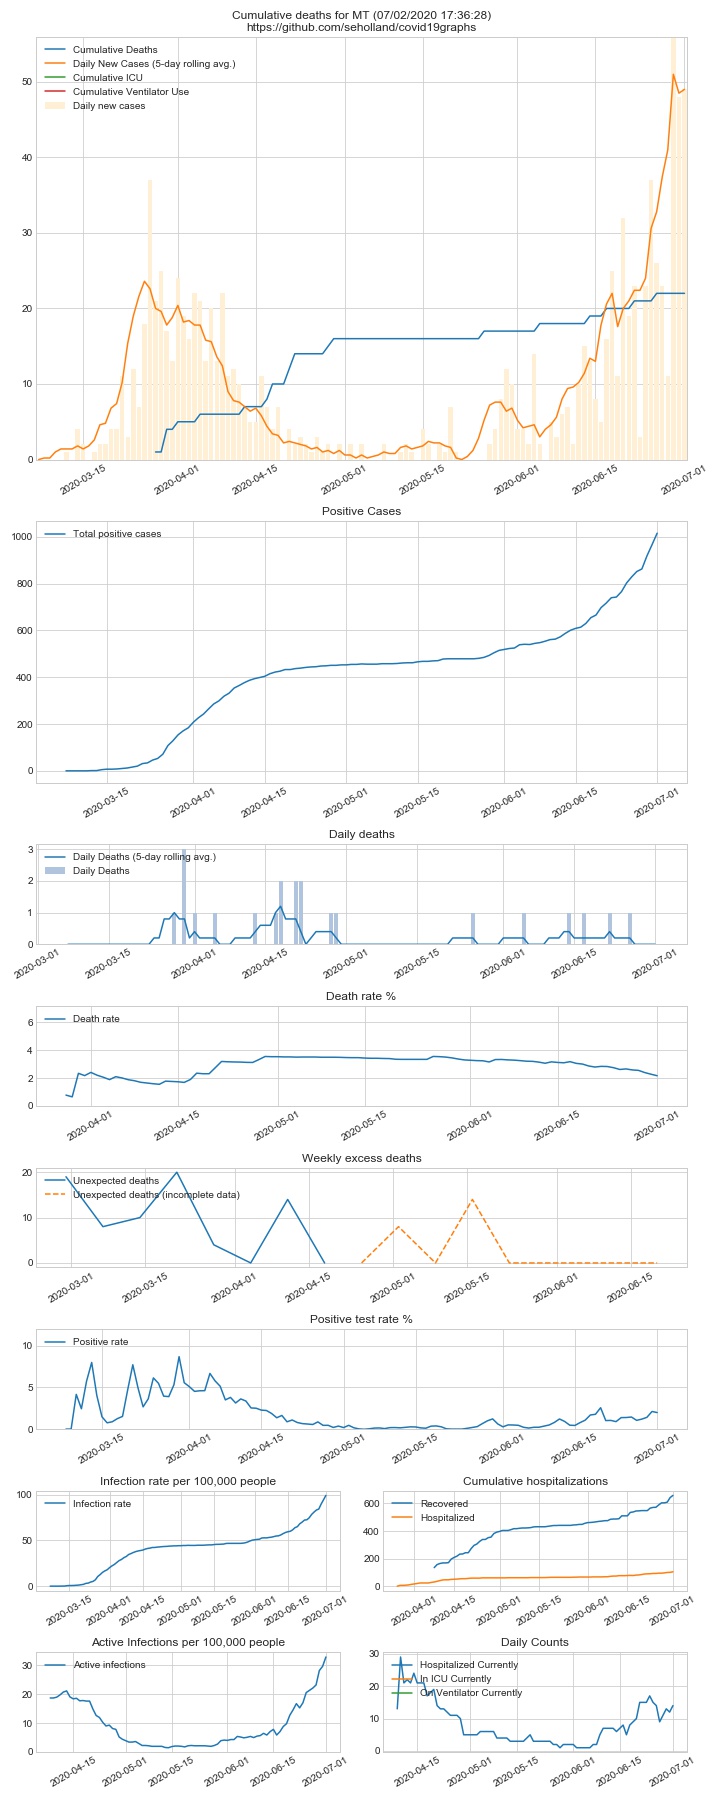 Cumulative deaths for MT (07/02/2020 17:36:28)
https://github.com/seholland/covid19graphs
Cumulative Deaths
Daily New Cases (5-day rolling avg.)
Cumulative ICU
Cumulative Ventilator Use
Daily new cases
50
40
30
20
10
0
2020-03-15 2020-04-01 2020-04-15 2020-05-01 2020-05-15 2020-06-01 2020-06-15 2020-07-01
Positive Cases
Total positive cases
1000
800
600
400
200
0
2020-03-15 2020-04-01 2020-04-15 2020-05-01 2020-05-15 2020-06-01 2020-06-15 2020-07-01
Daily deaths
Daily Deaths (5-day rolling avg.)
Daily Deaths
3
2
1
0
2020-03-01 2020-03-15 2020-04-01 2020-04-15 2020-05-01 2020-05-15 2020-06-01 2020-06-15 2020-07-01
Death rate %
Death rate
6
4
2
0
2020-04-01 2020-04-15 2020-05-01 2020-05-15 2020-06-01 2020-06-15 2020-07-01
Weekly excess deaths
Unexpected deaths
Unexpected deaths (incomplete data)
20
10
0
2020-03-01 2020-03-15 2020-04-01 2020-04-15 2020-05-01 2020-05-15 2020-06-01 2020-06-15
Positive test rate %
Positive rate
10
5
0
2020-03-15 2020-04-01 2020-04-15 2020-05-01 2020-05-15 2020-06-01 2020-06-15 2020-07-01
Infection rate per 100,000 people
Infection rate
100
50
0
2020-03-15 2020-04-01 2020-04-15 2020-05-01 2020-05-15 2020-06-01 2020-06-15 2020-07-01
Cumulative hospitalizations
Recovered
Hospitalized
600
400
200
0
2020-04-01 2020-04-15 2020-05-01 2020-05-15 2020-06-01 2020-06-15 2020-07-01
Active Infections per 100,000 people
Active infections
30
20
10
0
2020-04-15 2020-05-01 2020-05-15 2020-06-01 2020-06-15 2020-07-01
Daily Counts
Hospitalized Currently
In ICU Currently
On Ventilator Currently
30
20
10
0
2020-04-15 2020-05-01 2020-05-15 2020-06-01 2020-06-15 2020-07-01